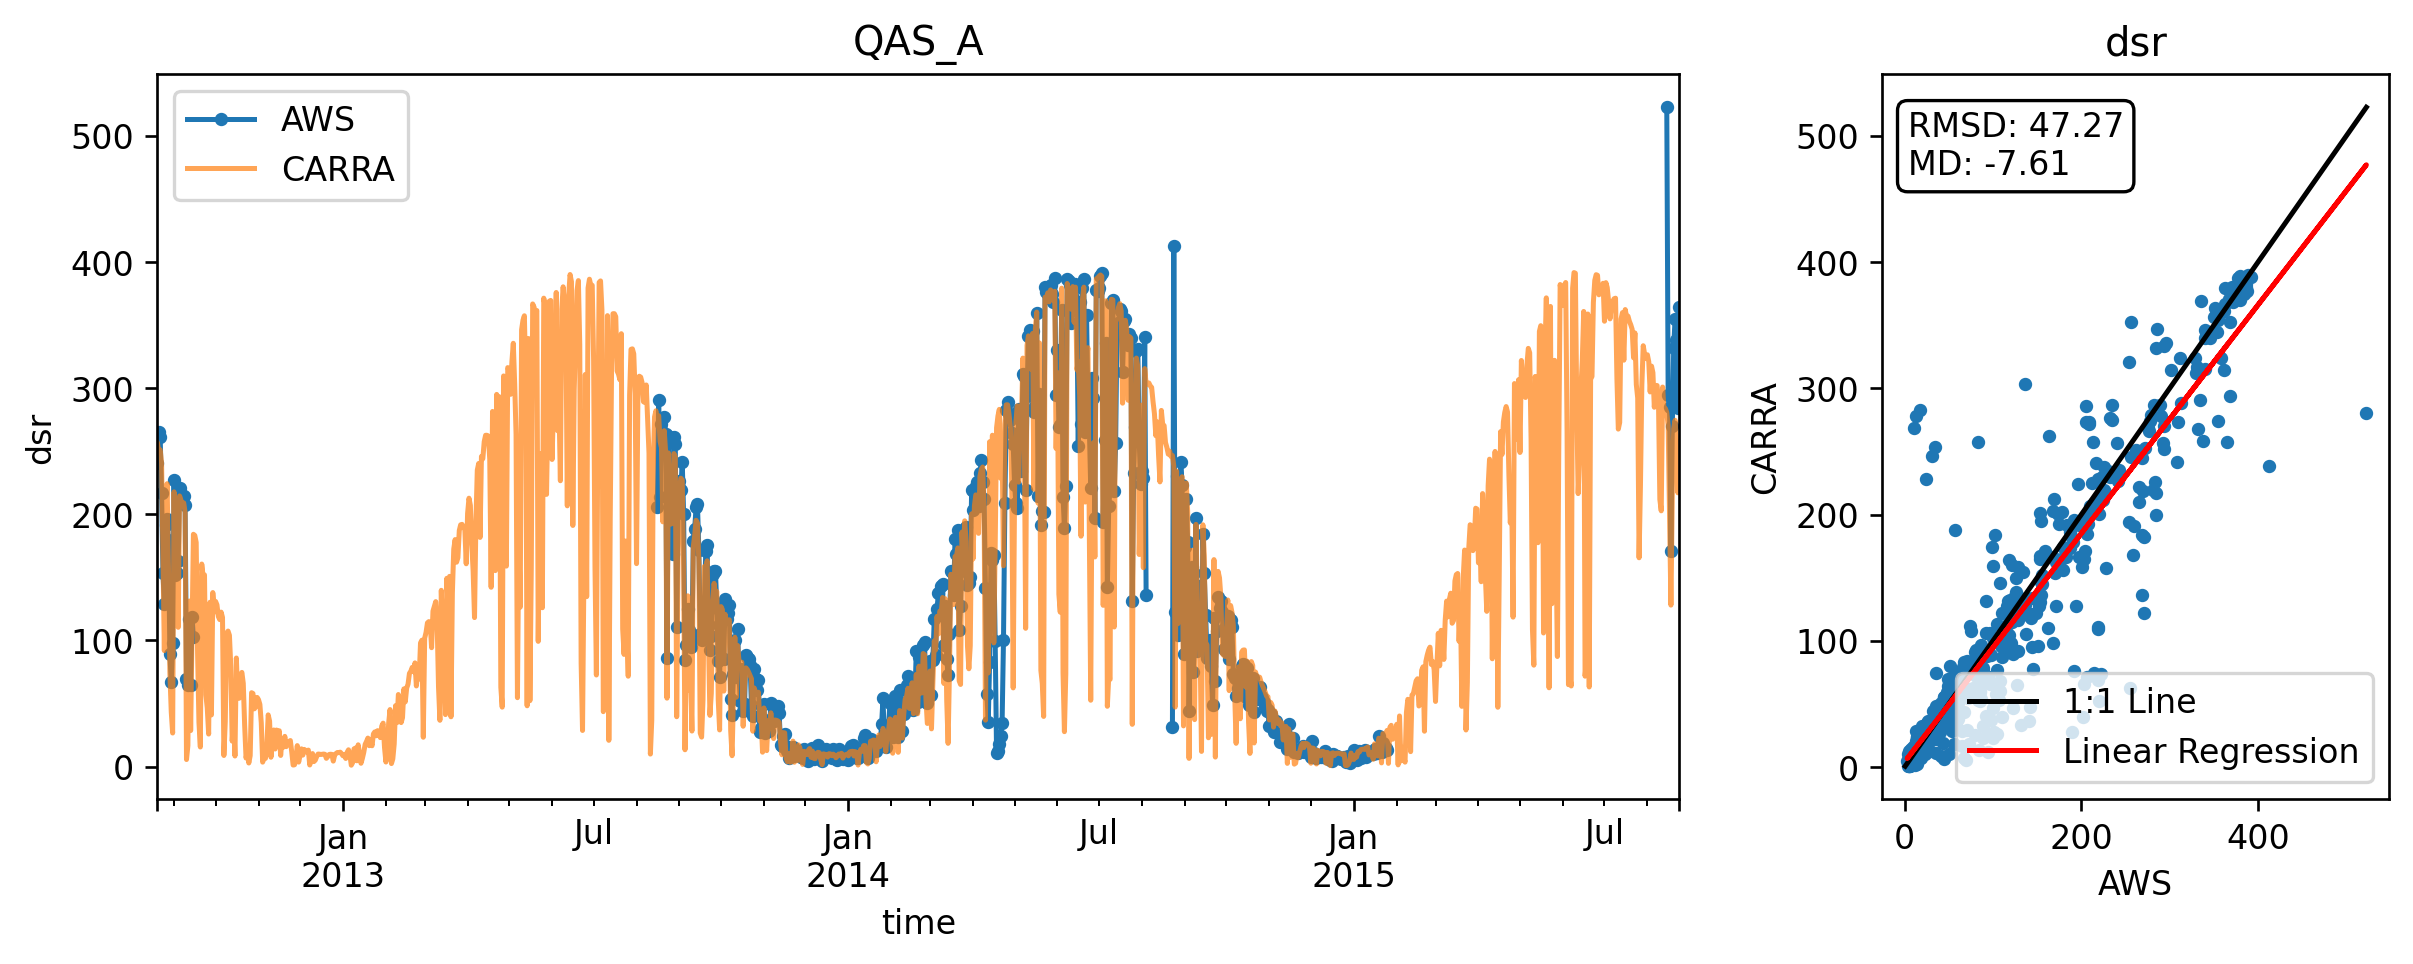 QAS_A
AWS
CARRA
500
400
300
200
100
0
dsr
Jan
2013
Jul
Jan
2014
Jul
Jan
2015
Jul
time
dsr
RMSD: 47.27
MD: -7.61
500
400
300
200
100
0
CARRA
1:1 Line
Linear Regression
0
200
400
AWS